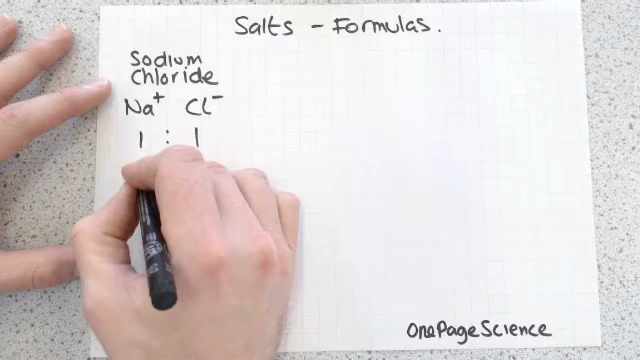 Salts - Formulas.
Sodium
Chloride
Na⁺ Cl⁻
1 : 1
OnePageScience